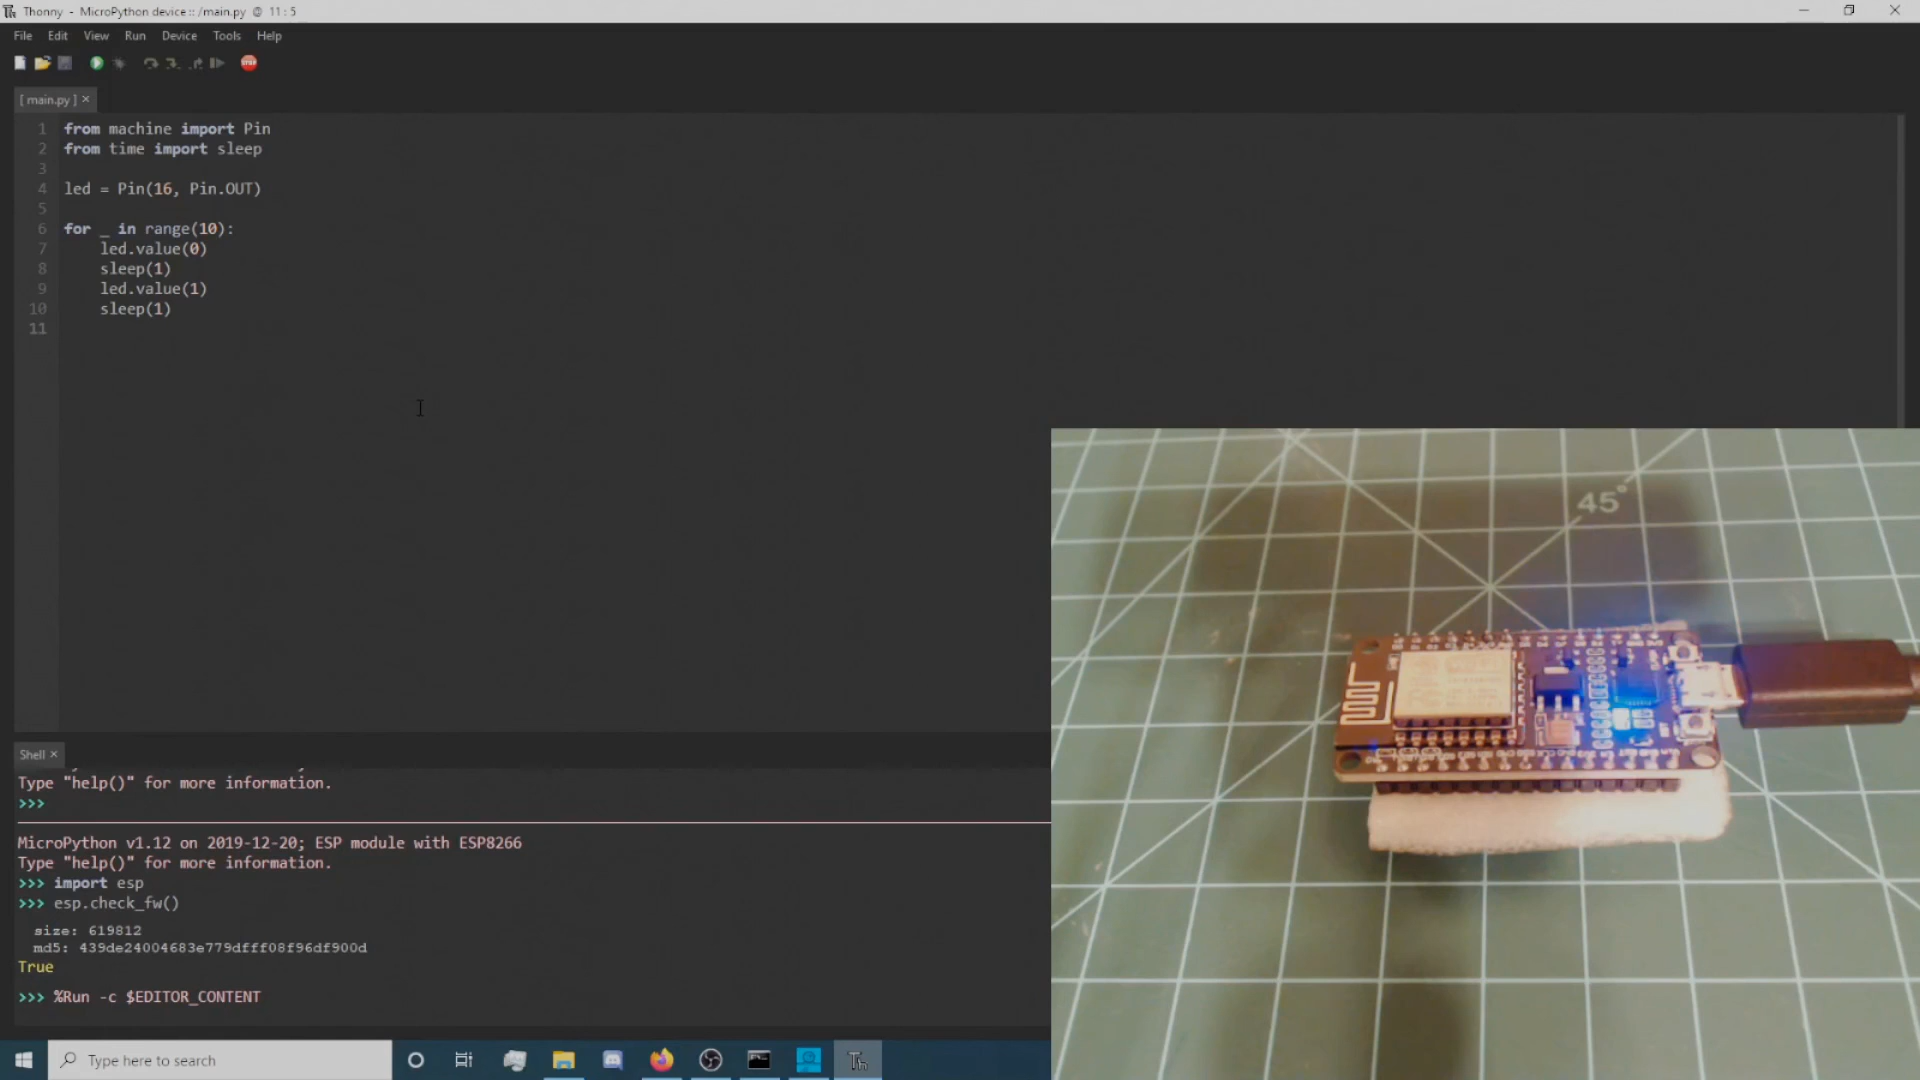 Thonny - MicroPython device :: /main.py @ 11 : 5
File Edit View Run Device Tools Help
STOP
[ main.py ] ×
1 from machine import Pin
2 from time import sleep
3
4 led = Pin(16, Pin.OUT)
5
6 for _ in range(10):
7 led.value(0)
8 sleep(1)
9 led.value(1)
10 sleep(1)
11
45°
Shell ×
Type "help()" for more information.
>>>
MicroPython v1.12 on 2019-12-20; ESP module with ESP8266
Type "help()" for more information.
>>> import esp
>>> esp.check_fw()
size: 619812
md5: 439de24004683e779dfff08f96df900d
True
>>> %Run -c $EDITOR_CONTENT
Type here to search
Th